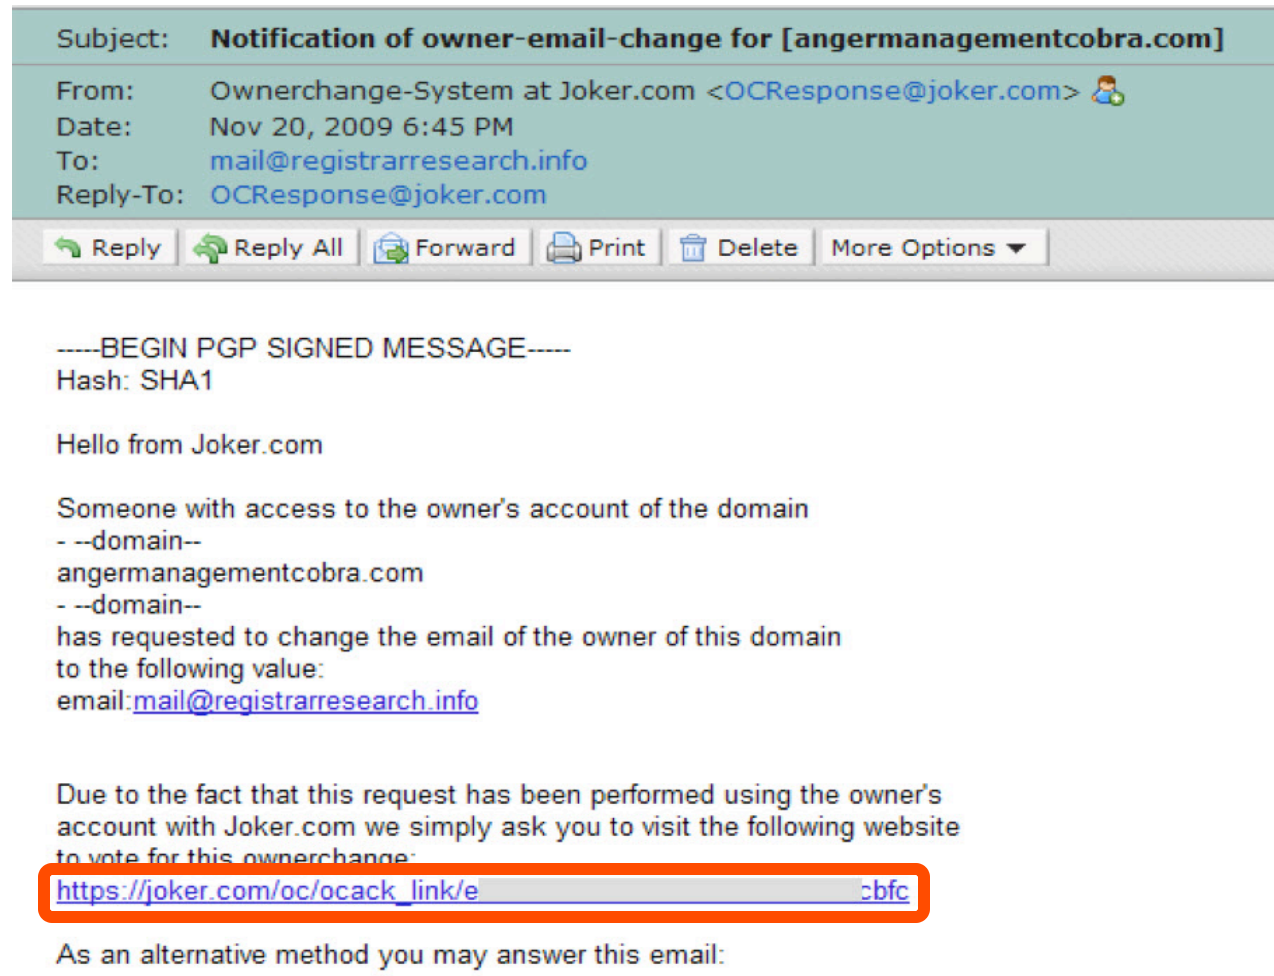 Subject: Notification of owner-email-change for [angermanagementcobra.com]
From: Ownerchange-System at Joker.com <OCResponse@joker.com>
Date: Nov 20, 2009 6:45 PM
To: mail@registrarresearch.info
Reply-To: OCResponse@joker.com
Reply Reply All Forward Print Delete More Options
-----BEGIN PGP SIGNED MESSAGE-----
Hash: SHA1
Hello from Joker.com
Someone with access to the owner's account of the domain
- --domain--
angermanagementcobra.com
- --domain--
has requested to change the email of the owner of this domain
to the following value:
email:mail@registrarresearch.info
Due to the fact that this request has been performed using the owner's
account with Joker.com we simply ask you to visit the following website
to vote for this ownerchange:
https://joker.com/oc/ocack_link/e cbfc
As an alternative method you may answer this email: